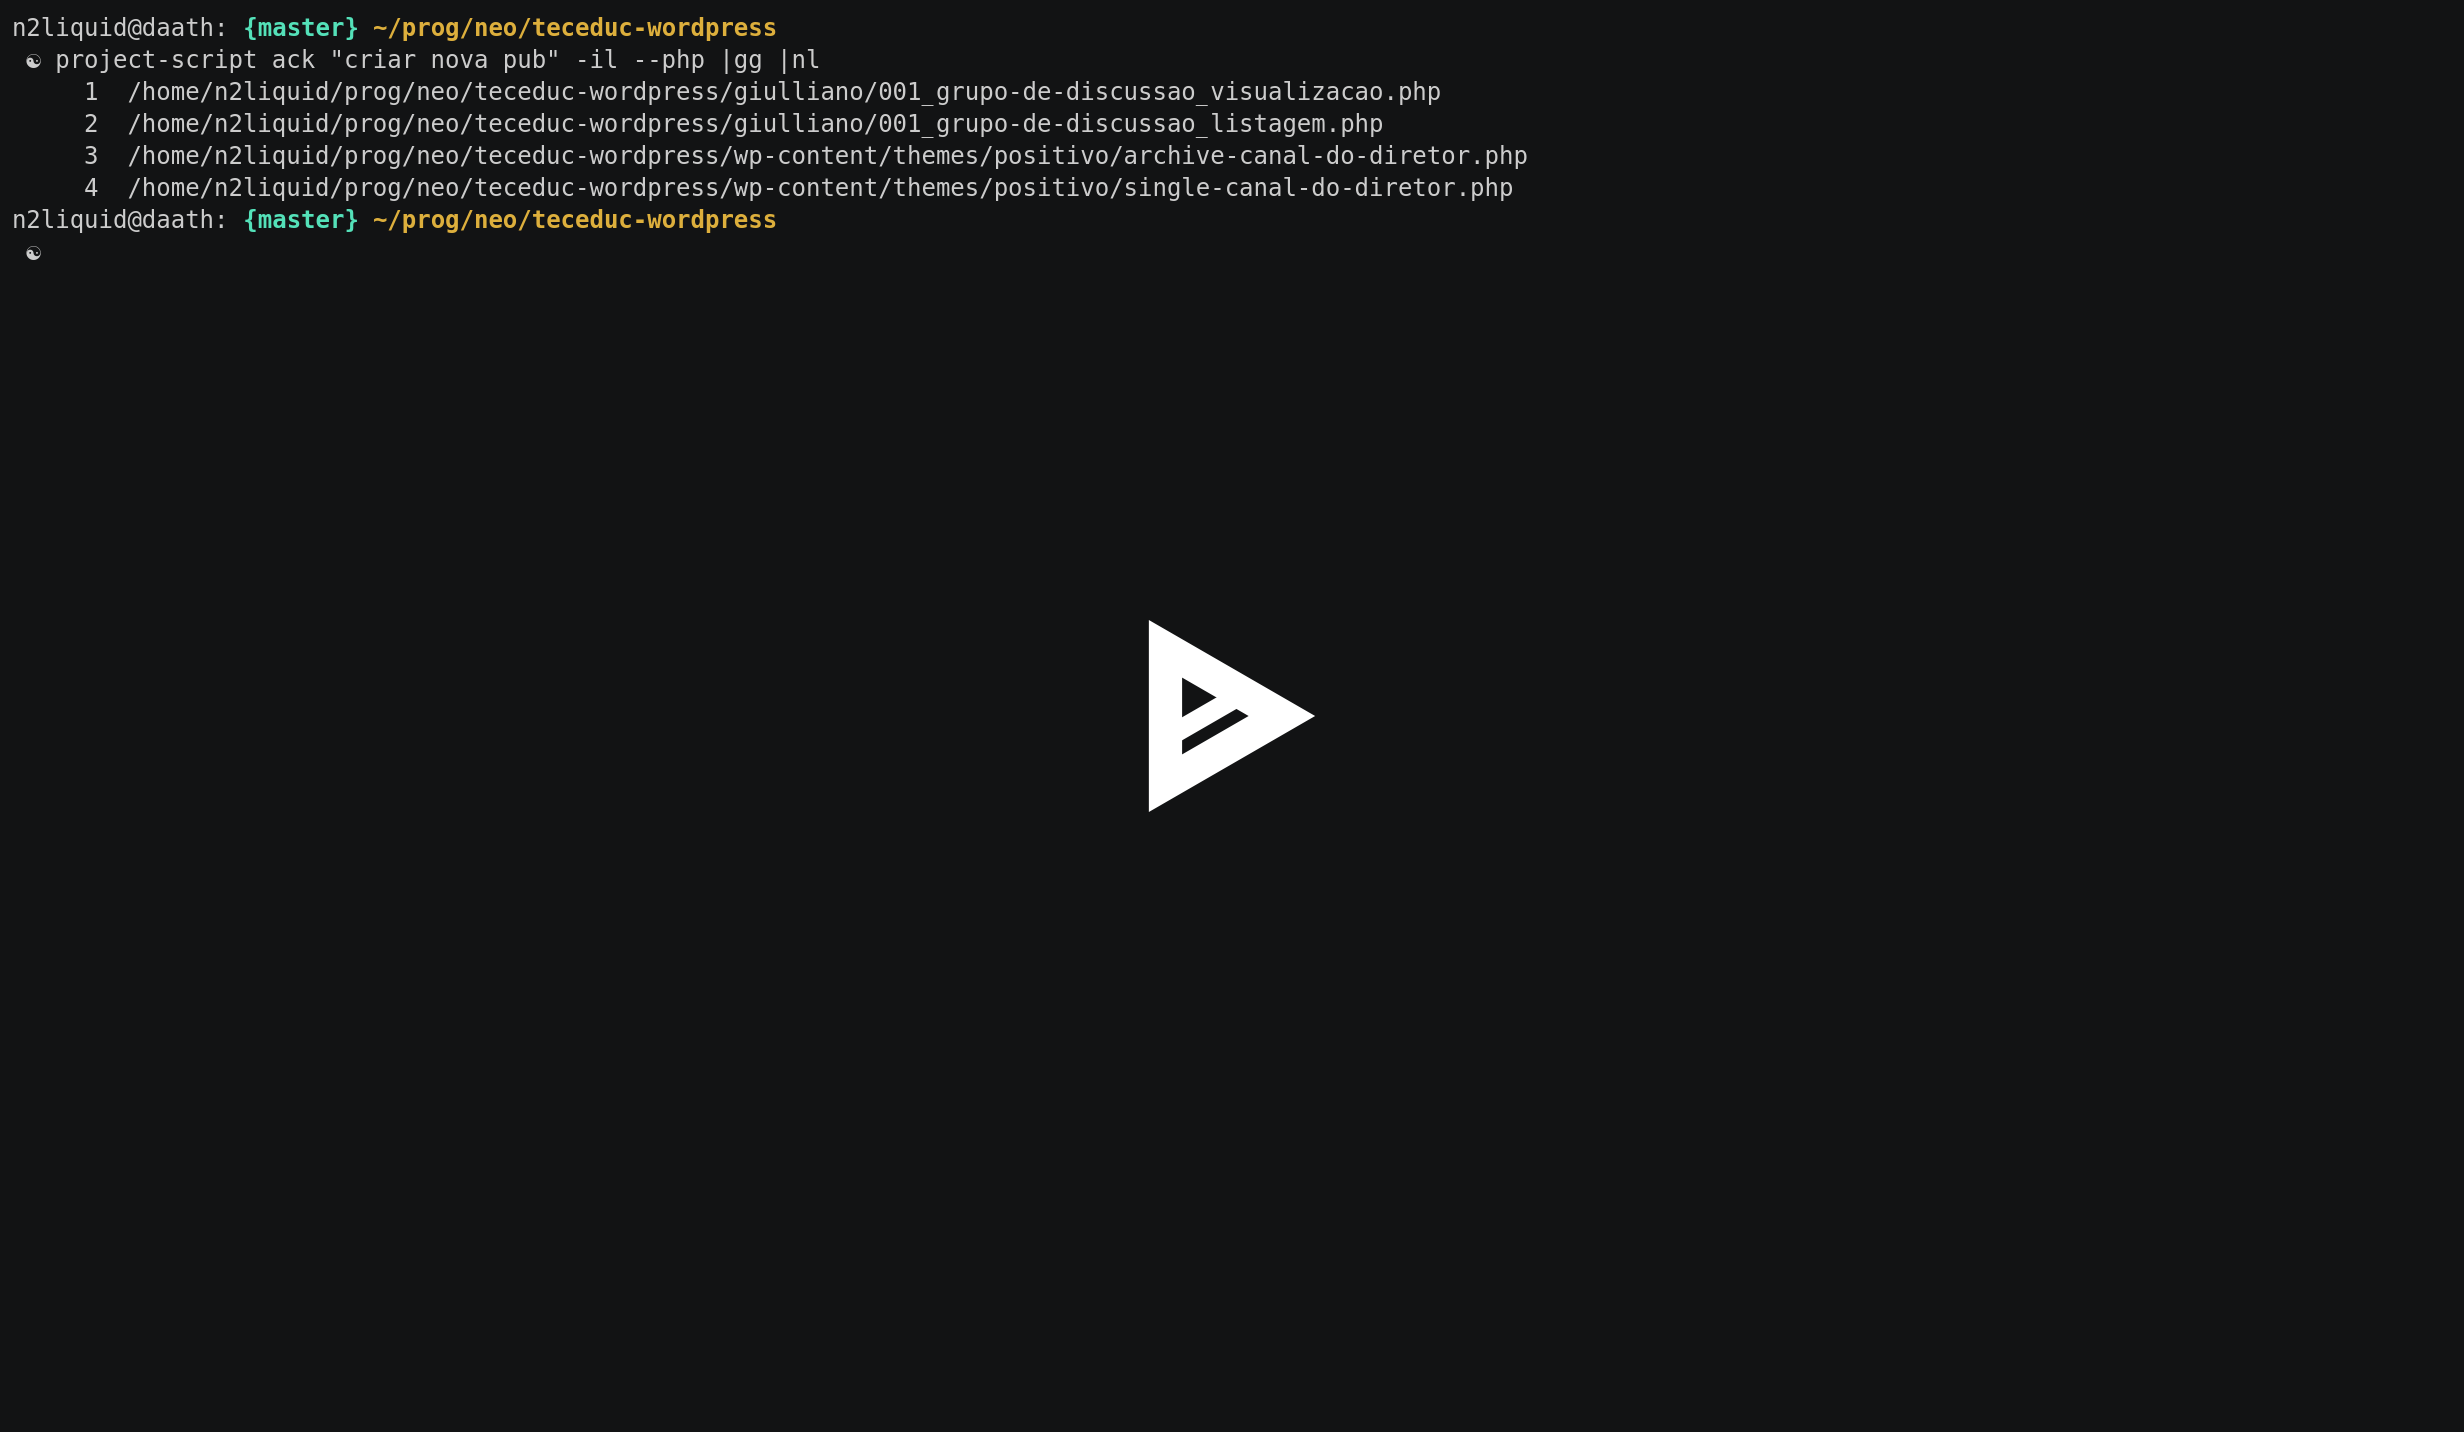 n2liquid@daath: {master} ~/prog/neo/teceduc-wordpress
☯ project-script ack "criar nova pub" -il --php |gg |nl
1 /home/n2liquid/prog/neo/teceduc-wordpress/giulliano/001_grupo-de-discussao_visualizacao.php
2 /home/n2liquid/prog/neo/teceduc-wordpress/giulliano/001_grupo-de-discussao_listagem.php
3 /home/n2liquid/prog/neo/teceduc-wordpress/wp-content/themes/positivo/archive-canal-do-diretor.php
4 /home/n2liquid/prog/neo/teceduc-wordpress/wp-content/themes/positivo/single-canal-do-diretor.php
n2liquid@daath: {master} ~/prog/neo/teceduc-wordpress
☯